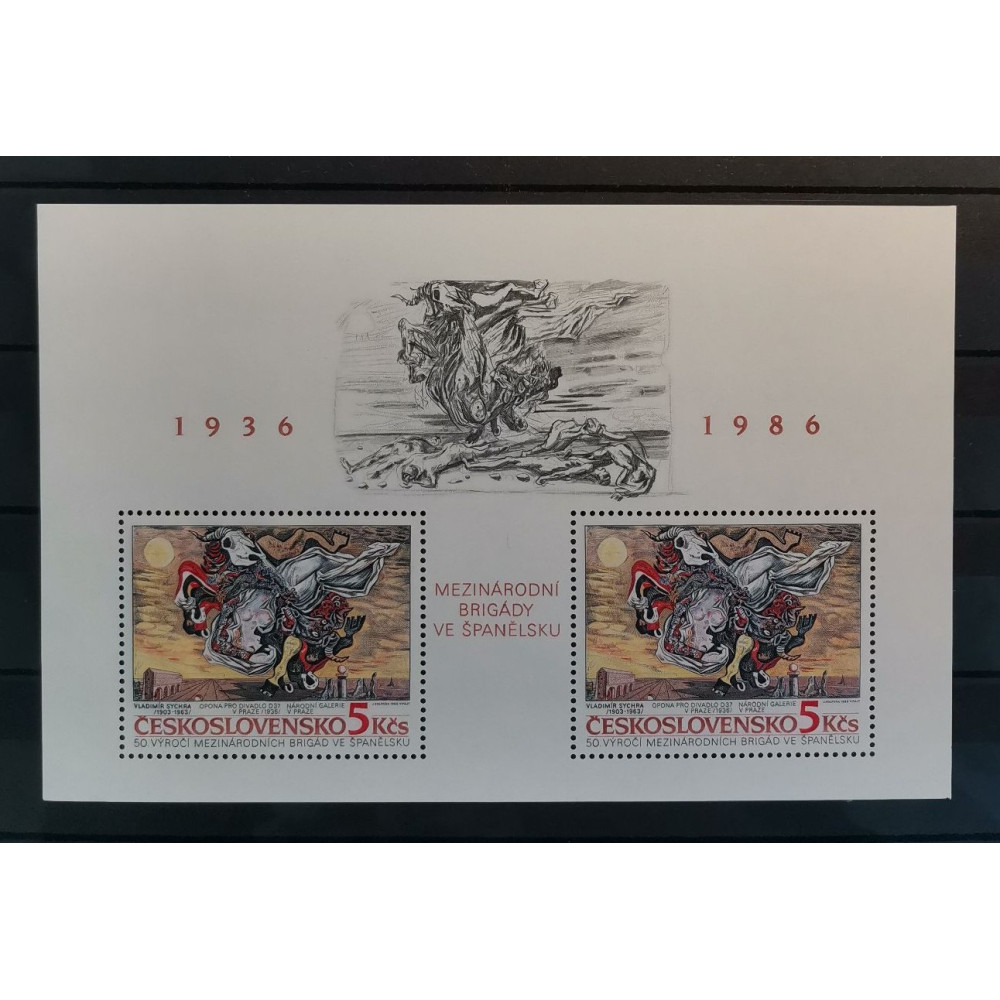 1936
1986
MEZINÁRODNÍ
BRIGÁDY
VE ŠPANĚLSKU
VLADIMÍR SYCHRA
/1903-1963/
OPONA PRO DIVADLO D37
V PRAZE /1936/
NÁRODNÍ GALERIE
V PRAZE
ČESKOSLOVENSKO 5 Kčs
50 VÝROČÍ MEZINÁRODNÍCH BRIGÁD VE ŠPANĚLSKU
VLADIMÍR SYCHRA
/1903-1963/
OPONA PRO DIVADLO D37
V PRAZE /1936/
NÁRODNÍ GALERIE
V PRAZE
ČESKOSLOVENSKO 5 Kčs
50 VÝROČÍ MEZINÁRODNÍCH BRIGÁD VE ŠPANĚLSKU